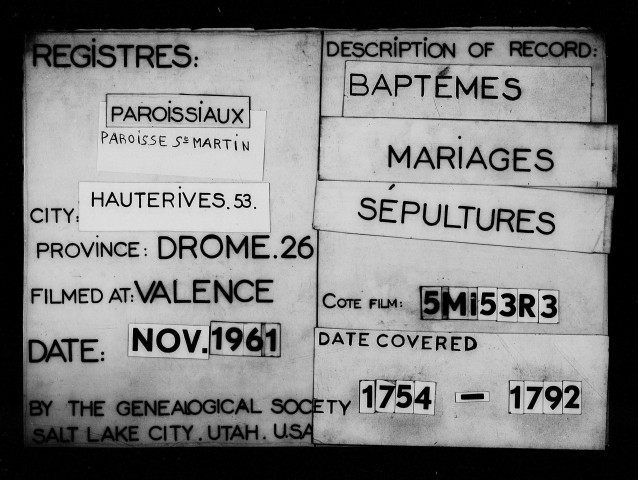 REGISTRES:
PAROISSIAUX
PAROISSE St MARTIN
CITY: HAUTERIVES.53.
PROVINCE: DROME.26
FILMED AT: VALENCE
DATE: NOV. 1961
BY THE GENEALOGICAL SOCIETY
SALT LAKE CITY. UTAH. U.SA
DESCRIPTION OF RECORD:
BAPTÊMES
MARIAGES
SÉPULTURES
COTE FILM: 5Mi53R3
DATE COVERED
1754 - 1792